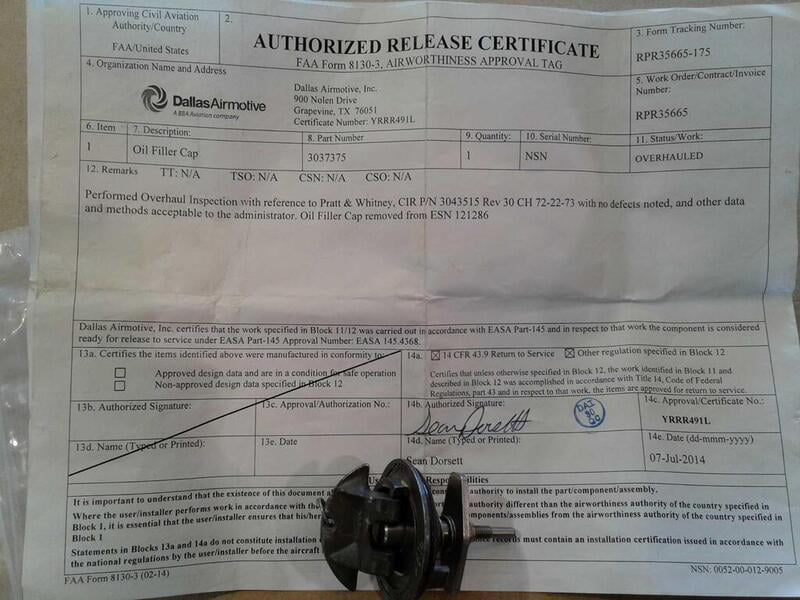 1. Approving Civil Aviation
Authority/Country
FAA/United States
2.
AUTHORIZED RELEASE CERTIFICATE
FAA Form 8130-3, AIRWORTHINESS APPROVAL TAG
3. Form Tracking Number:
RPR35665-175
4. Organization Name and Address
DallasAirmotive
A BBA Aviation company
Dallas Airmotive, Inc.
900 Nolen Drive
Grapevine, TX 76051
Certificate Number: YRRR491L
5. Work Order/Contract/Invoice
Number:
RPR35665
6. Item
7. Description:
8. Part Number
9. Quantity:
10. Serial Number:
11. Status/Work:
1
Oil Filler Cap
3037375
1
NSN
OVERHAULED
12. Remarks TT: N/A TSO: N/A CSN: N/A CSO: N/A
Performed Overhaul Inspection with reference to Pratt & Whitney, CIR P/N 3043515 Rev 30 CH 72-22-73 with no defects noted, and other data
and methods acceptable to the administrator. Oil Filler Cap removed from ESN 121286
Dallas Airmotive, Inc. certifies that the work specified in Block 11/12 was carried out in accordance with EASA Part-145 and in respect to that work the component is considered
ready for release to service under EASA Part-145 Approval Number: EASA 145.4368.
13a. Certifies the items identified above were manufactured in conformity to:
Approved design data and are in a condition for safe operation
Non-approved design data specified in Block 12
14a. 14 CFR 43.9 Return to Service Other regulation specified in Block 12
Certifies that unless otherwise specified in Block 12, the work identified in Block 11 and
described in Block 12 was accomplished in accordance with Title 14, Code of Federal
Regulations, part 43 and in respect to that work, the items are approved for return to service.
13b. Authorized Signature:
13c. Approval/Authorization No.:
14b. Authorized Signature:
Sean Dorsett
DAI
14c. Approval/Certificate No.:
YRRR491L
13d. Name (Typed or Printed):
13e. Date
14d. Name (Typed or Printed):
Sean Dorsett
14e. Date (dd-mmm-yyyy)
07-Jul-2014
Responsibilities
It is important to understand that the existence of this document authority to install the part/component/assembly.
Where the user/installer performs work in accordance with the authority different than the airworthiness authority of the country specified in
Block 1, it is essential that the user/installer ensures that his/her components/assemblies from the airworthiness authority of the country specified in
Block 1
Statements in Blocks 13a and 14a do not constitute installation records must contain an installation certification issued in accordance with
the national regulations by the user/installer before the aircraft
FAA Form 8130-3 (02-14)
NSN: 0052-00-012-9005